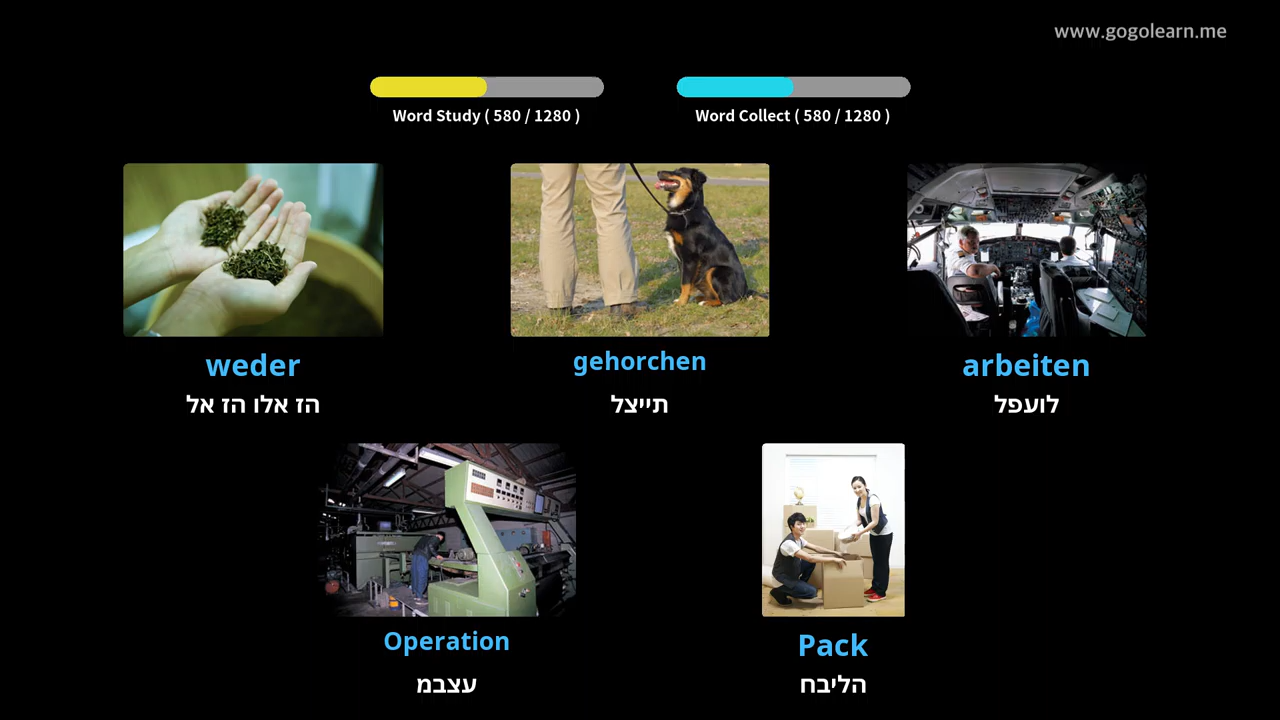 www.gogolearn.me
Word Study ( 580 / 1280 )
Word Collect ( 580 / 1280 )
weder
הז אלו הז אל
gehorchen
תייצל
arbeiten
לועפל
Operation
עצבמ
Pack
הליבח